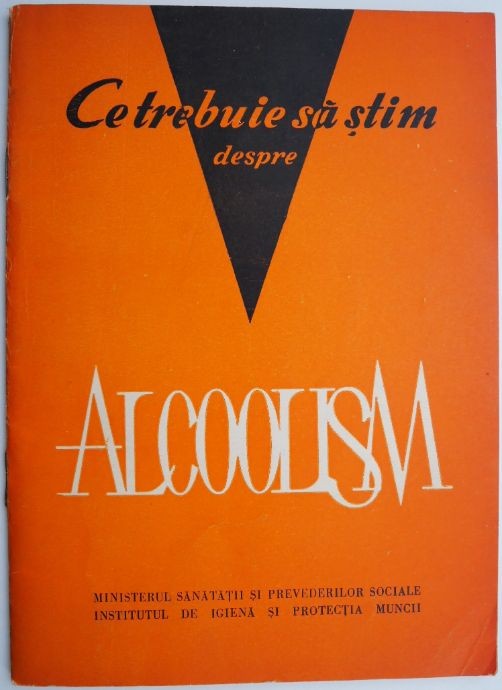 Ce trebuie să știm
despre
ALCOOLISM
MINISTERUL SĂNĂTĂȚII ȘI PREVEDERILOR SOCIALE
INSTITUTUL DE IGIENĂ ȘI PROTECȚIA MUNCII